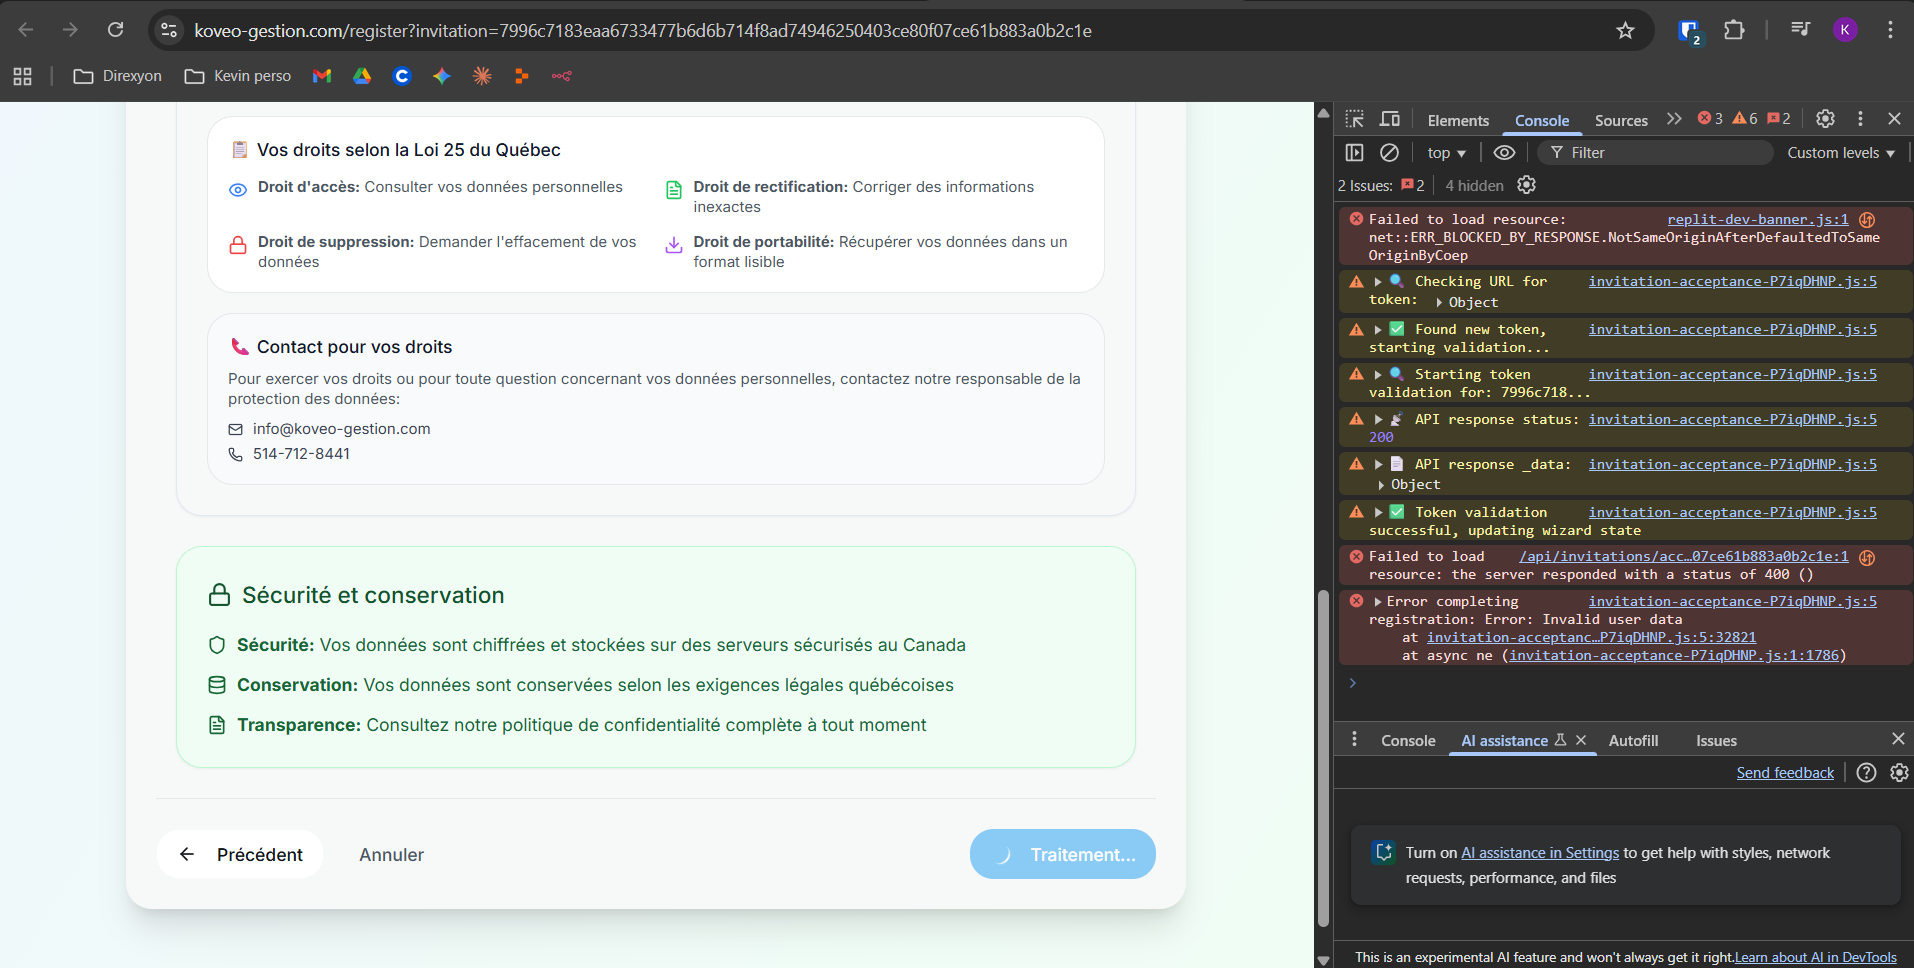 koveo-gestion.com/register?invitation=7996c7183eaa6733477b6d6b714f8ad74946250403ce80f07ce61b883a0b2c1e
2
K
Direxyon
Kevin perso
📋 Vos droits selon la Loi 25 du Québec
Droit d'accès: Consulter vos données personnelles
Droit de rectification: Corriger des informations
inexactes
Droit de suppression: Demander l'effacement de vos
données
Droit de portabilité: Récupérer vos données dans un
format lisible
📞 Contact pour vos droits
Pour exercer vos droits ou pour toute question concernant vos données personnelles, contactez notre responsable de la
protection des données:
info@koveo-gestion.com
514-712-8441
Sécurité et conservation
Sécurité: Vos données sont chiffrées et stockées sur des serveurs sécurisés au Canada
Conservation: Vos données sont conservées selon les exigences légales québécoises
Transparence: Consultez notre politique de confidentialité complète à tout moment
← Précédent
Annuler
Traitement...
Elements
Console
Sources
3
6
2
top
Filter
Custom levels
2 Issues: 2
4 hidden
Failed to load resource: replit-dev-banner.js:1
net::ERR_BLOCKED_BY_RESPONSE.NotSameOriginAfterDefaultedToSame
OriginByCoep
🔍 Checking URL for invitation-acceptance-P7iqDHNP.js:5
token: Object
✅ Found new token, invitation-acceptance-P7iqDHNP.js:5
starting validation...
🔍 Starting token invitation-acceptance-P7iqDHNP.js:5
validation for: 7996c718...
📡 API response status: invitation-acceptance-P7iqDHNP.js:5
200
📄 API response _data: invitation-acceptance-P7iqDHNP.js:5
Object
✅ Token validation invitation-acceptance-P7iqDHNP.js:5
successful, updating wizard state
Failed to load /api/invitations/acc…07ce61b883a0b2c1e:1
resource: the server responded with a status of 400 ()
Error completing invitation-acceptance-P7iqDHNP.js:5
registration: Error: Invalid user data
at invitation-acceptanc…P7iqDHNP.js:5:32821
at async ne (invitation-acceptance-P7iqDHNP.js:1:1786)
Console
AI assistance
Autofill
Issues
Send feedback
Turn on AI assistance in Settings to get help with styles, network
requests, performance, and files
This is an experimental AI feature and won't always get it right. Learn about AI in DevTools